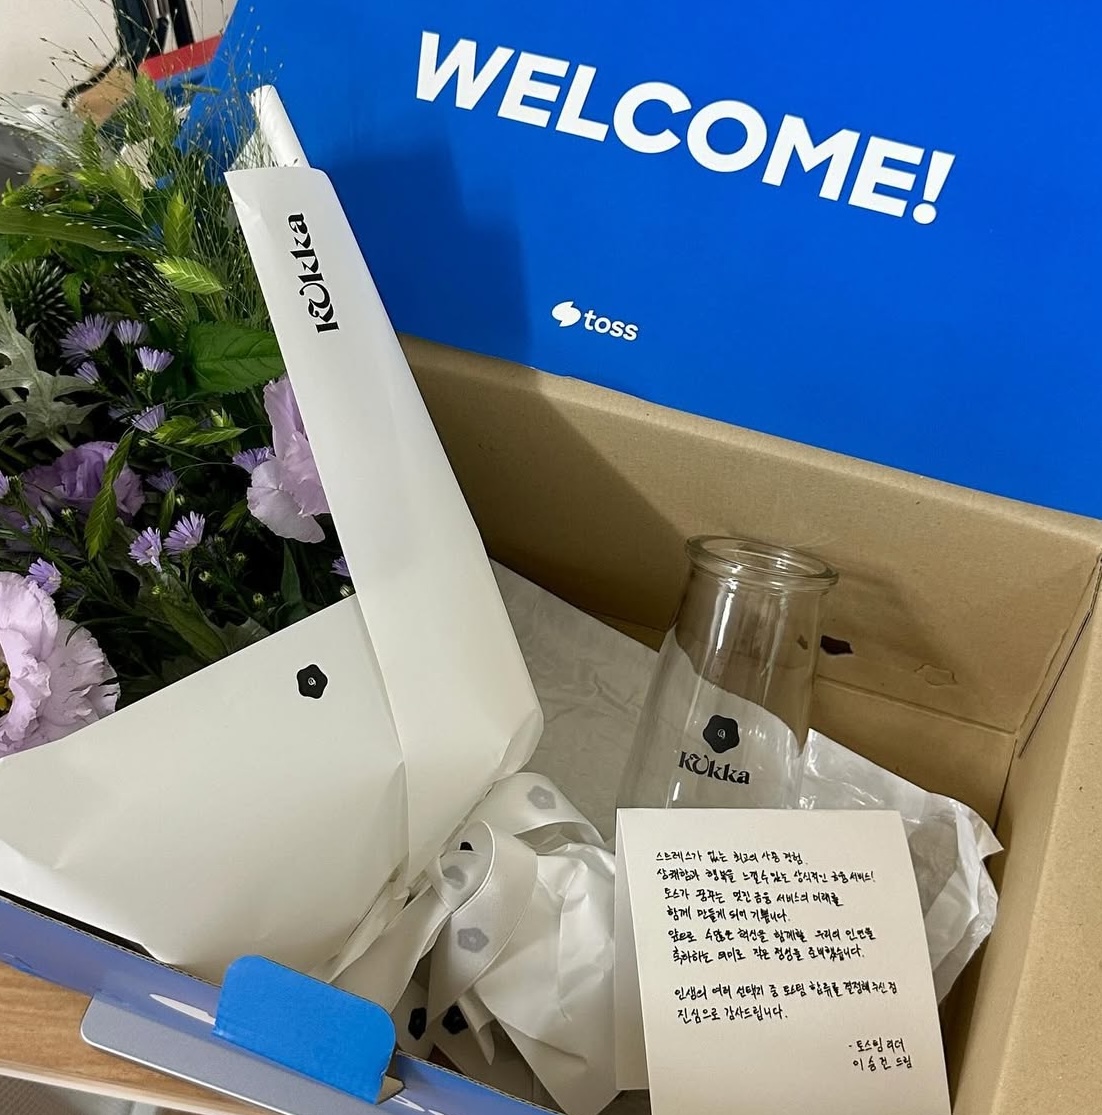 WELCOME!
toss
Kukka
Kukka
스트레스가 없는 최고의 사용 경험.
상쾌함과 행복을 느낄 수 있는 상식적인 금융 서비스!
토스가 꿈꾸는 멋진 금융 서비스의 미래를
함께 만들게 되어 기쁩니다.
앞으로 수많은 혁신을 함께할 우리의 인연을
축하하는 의미로 작은 정성을 준비했습니다.
인생의 여러 선택지 중 토스팀 합류를 결정해 주신 점
진심으로 감사드립니다.
- 토스팀 리더
이승건 드림